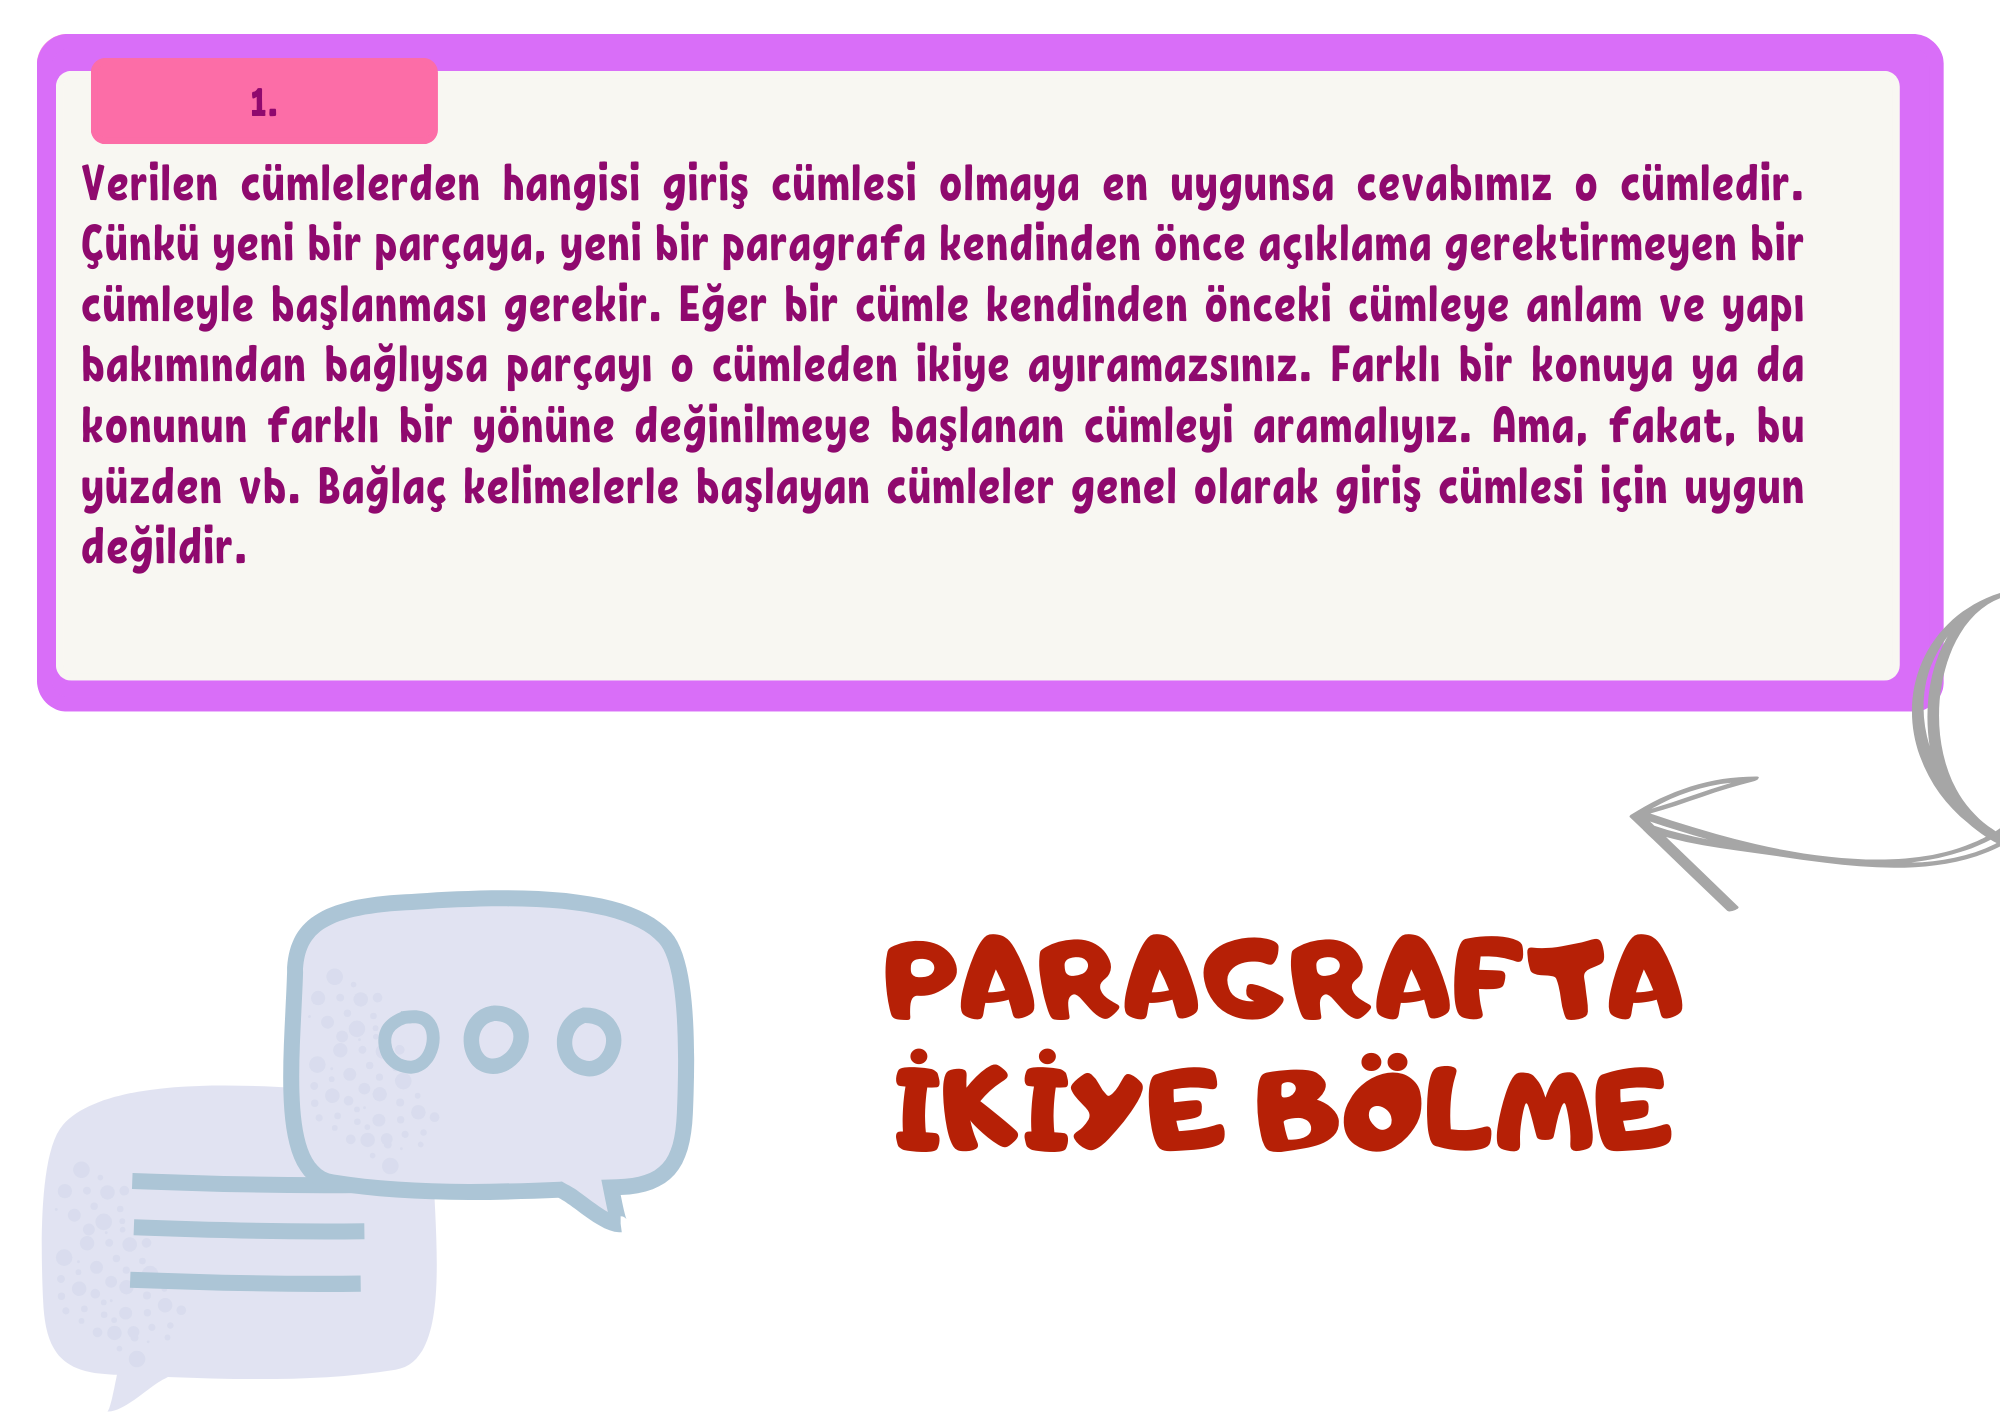 1.
Verilen cümlelerden hangisi giriş cümlesi olmaya en uygunsa cevabımız o cümledir.
Çünkü yeni bir parçaya, yeni bir paragrafa kendinden önce açıklama gerektirmeyen bir
cümleyle başlanması gerekir. Eğer bir cümle kendinden önceki cümleye anlam ve yapı
bakımından bağlıysa parçayı o cümleden ikiye ayıramazsınız. Farklı bir konuya ya da
konunun farklı bir yönüne değinilmeye başlanan cümleyi aramalıyız. Ama, fakat, bu
yüzden vb. Bağlaç kelimelerle başlayan cümleler genel olarak giriş cümlesi için uygun
değildir.
PARAGRAFTA
İKİYE BÖLME